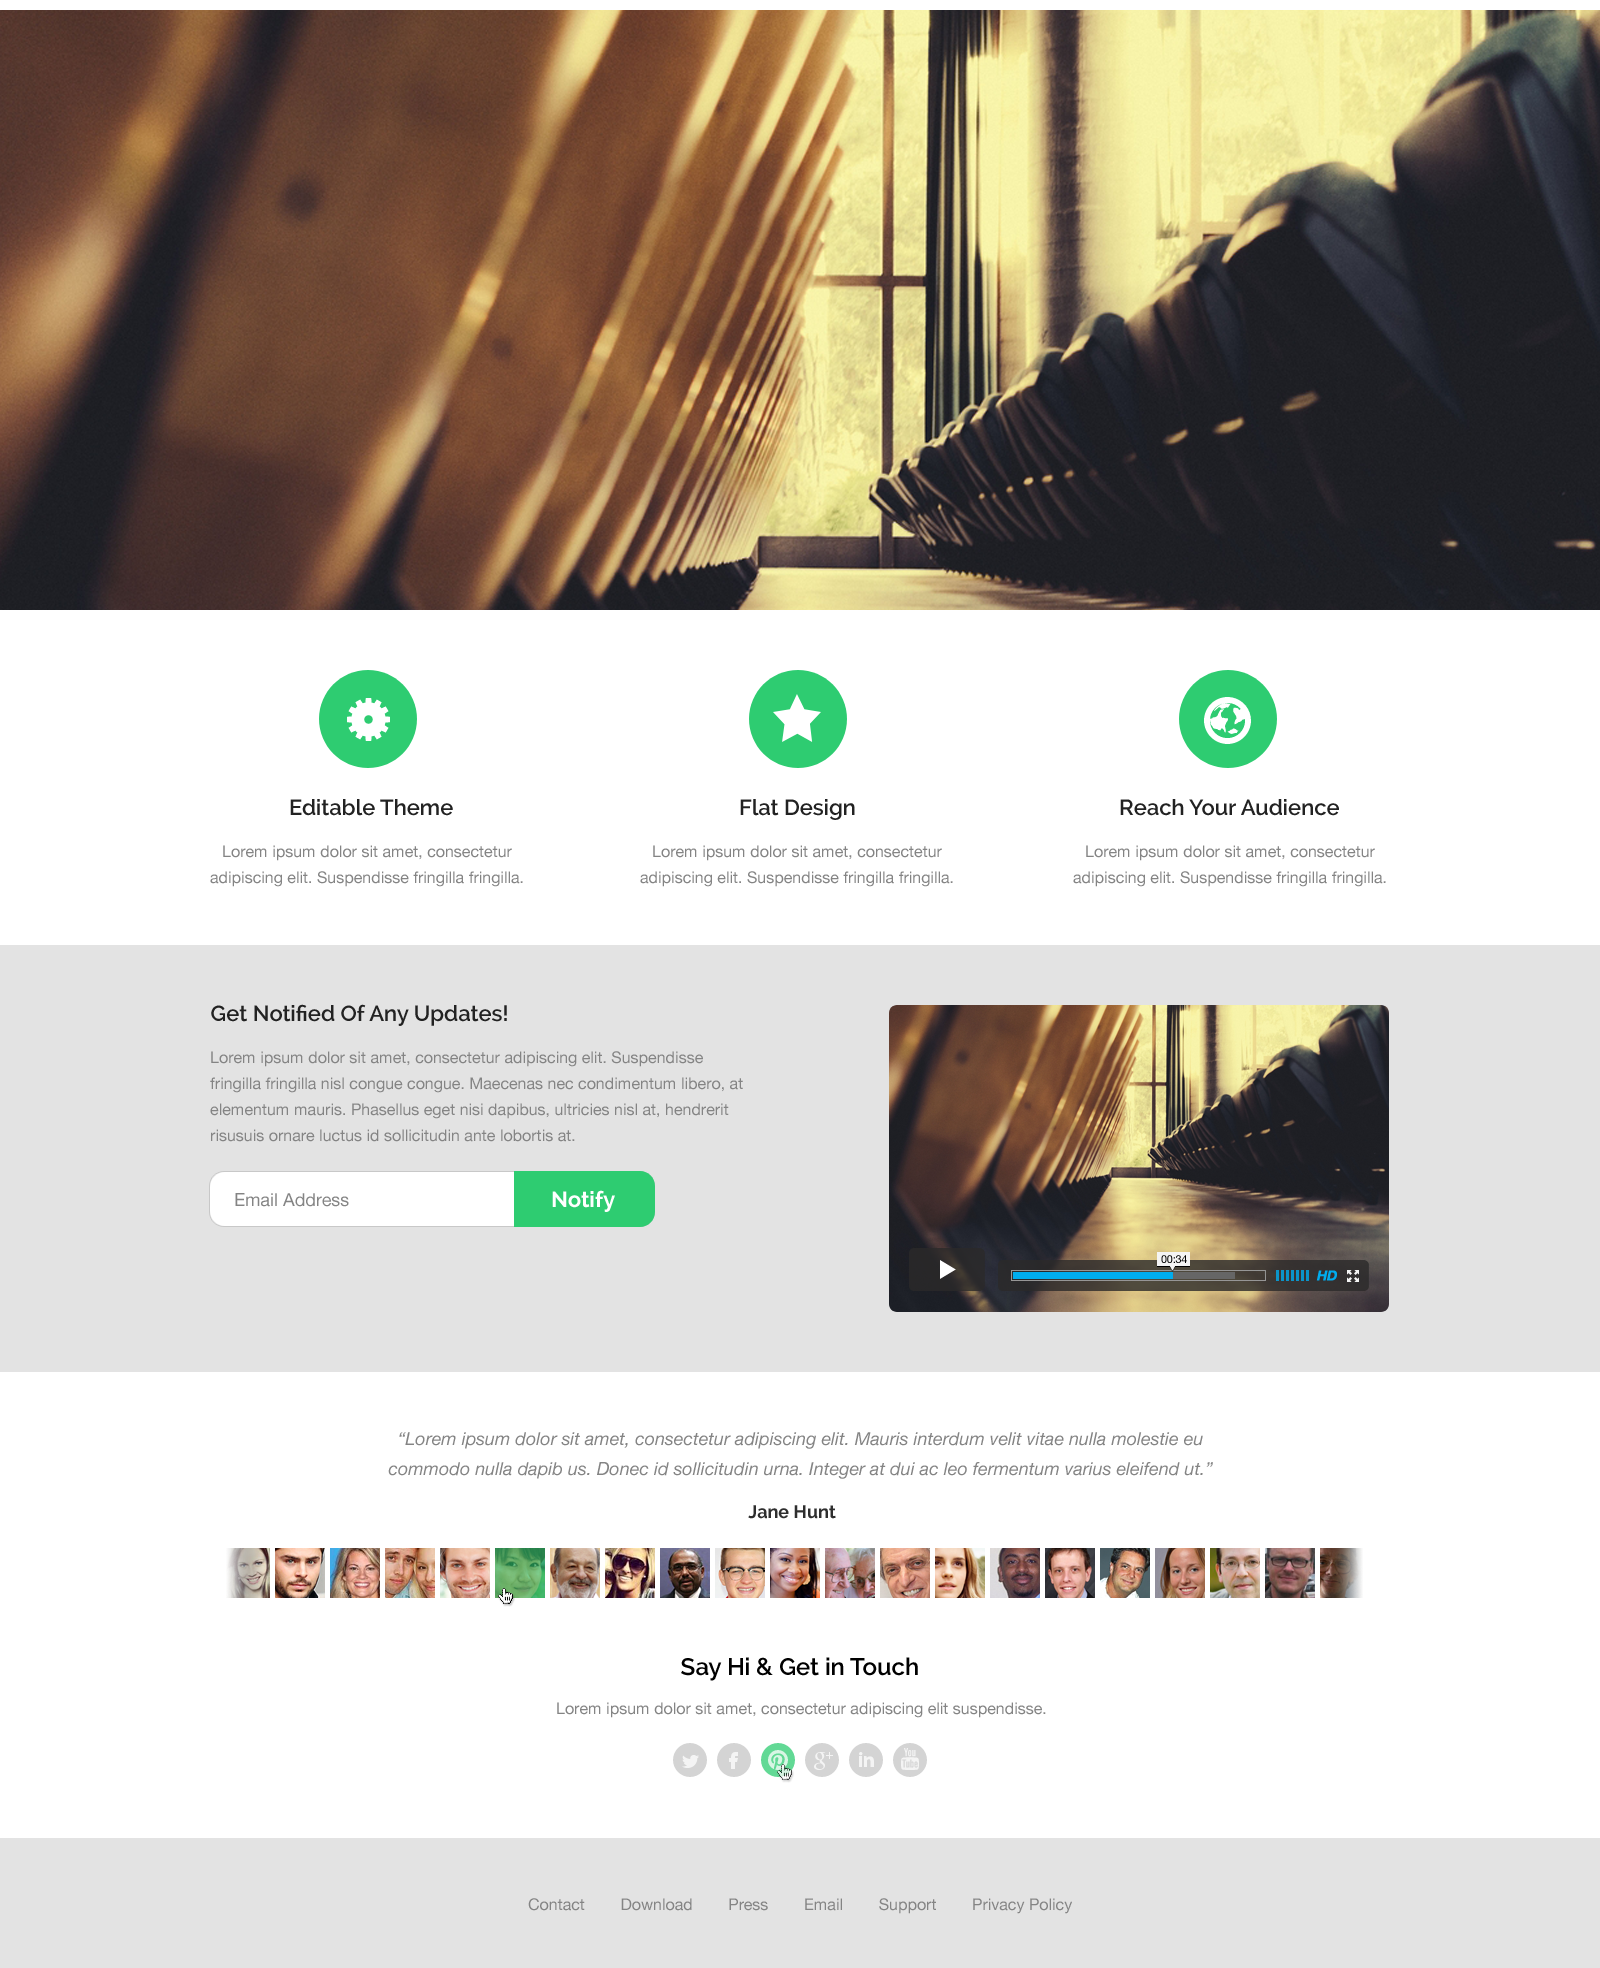 Editable Theme
Flat Design
Reach Your Audience
Lorem ipsum dolor sit amet, consectetur
adipiscing elit. Suspendisse fringilla fringilla.
Lorem ipsum dolor sit amet, consectetur
adipiscing elit. Suspendisse fringilla fringilla.
Lorem ipsum dolor sit amet, consectetur
adipiscing elit. Suspendisse fringilla fringilla.
Get Notified Of Any Updates!
Lorem ipsum dolor sit amet, consectetur adipiscing elit. Suspendisse
fringilla fringilla nisl congue congue. Maecenas nec condimentum libero, at
elementum mauris. Phasellus eget nisi dapibus, ultricies nisl at, hendrerit
risusuis ornare luctus id sollicitudin ante lobortis at.
Email Address
Notify
00:34
HD
“Lorem ipsum dolor sit amet, consectetur adipiscing elit. Mauris interdum velit vitae nulla molestie eu
commodo nulla dapib us. Donec id sollicitudin urna. Integer at dui ac leo fermentum varius eleifend ut.”
Jane Hunt
Say Hi & Get in Touch
Lorem ipsum dolor sit amet, consectetur adipiscing elit suspendisse.
f
g+
in
You
Tube
Contact
Download
Press
Email
Support
Privacy Policy